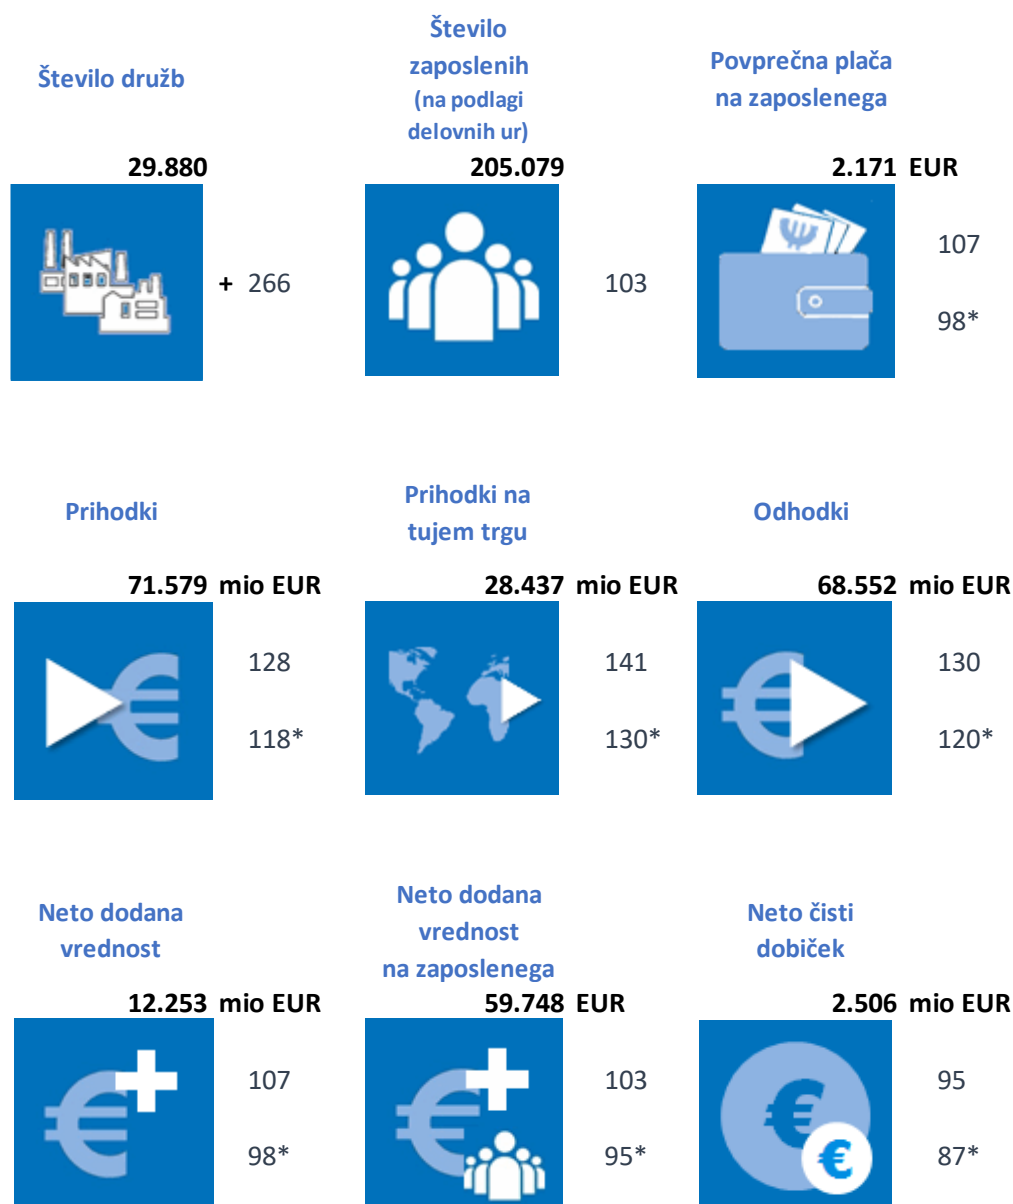 Število družb
29.880
+ 266
Število
zaposlenih
(na podlagi
delovnih ur)
205.079
103
Povprečna plača
na zaposlenega
2.171 EUR
107
98*
Prihodki
71.579 mio EUR
128
118*
Prihodki na
tujem trgu
28.437 mio EUR
141
130*
Odhodki
68.552 mio EUR
130
120*
Neto dodana
vrednost
12.253 mio EUR
107
98*
Neto dodana
vrednost
na zaposlenega
59.748 EUR
103
95*
Neto čisti
dobiček
2.506 mio EUR
95
87*